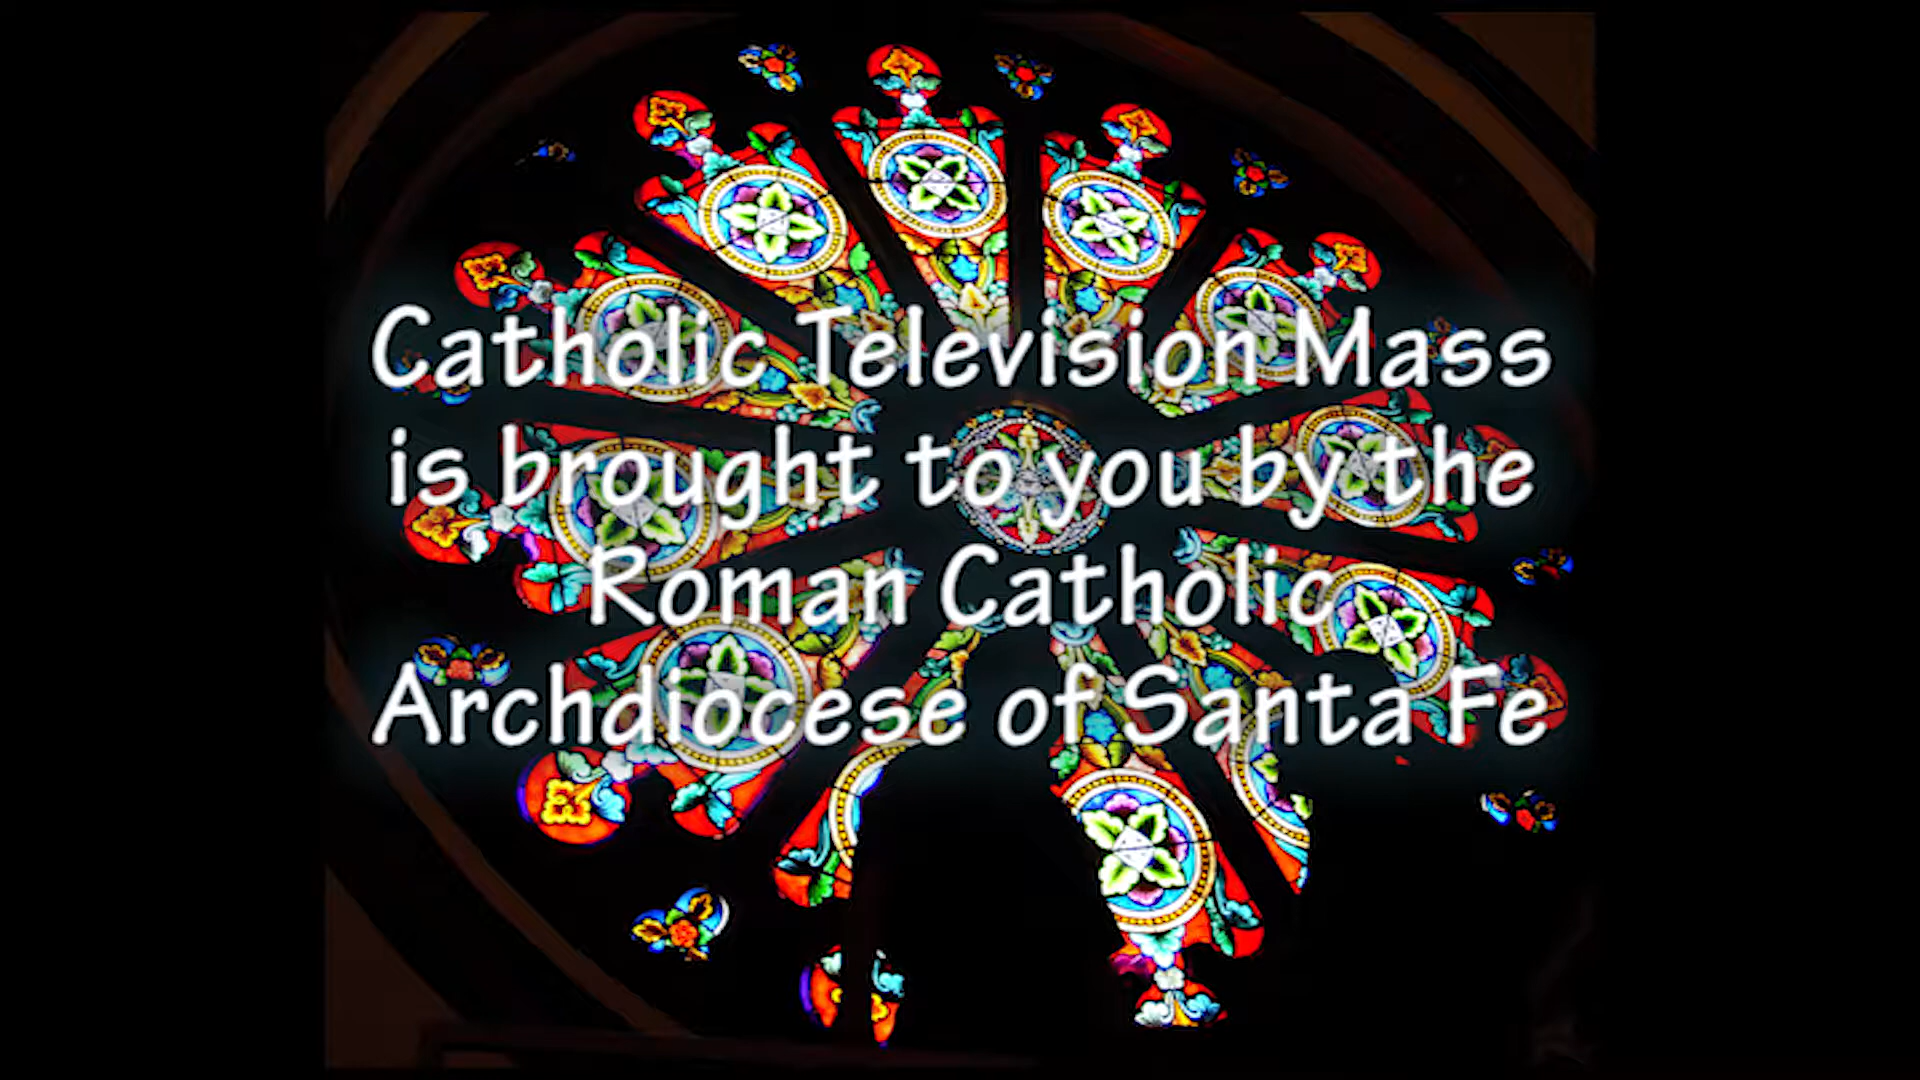 Catholic Television Mass
is brought to you by the
Roman Catholic
Archdiocese of Santa Fe